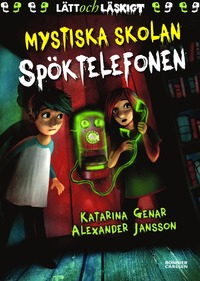 LÄTT och LÄSKIGT
MYSTISKA SKOLAN
SPÖKTELEFONEN
KATARINA GENAR
ALEXANDER JANSSON
BONNIER
CARLSEN